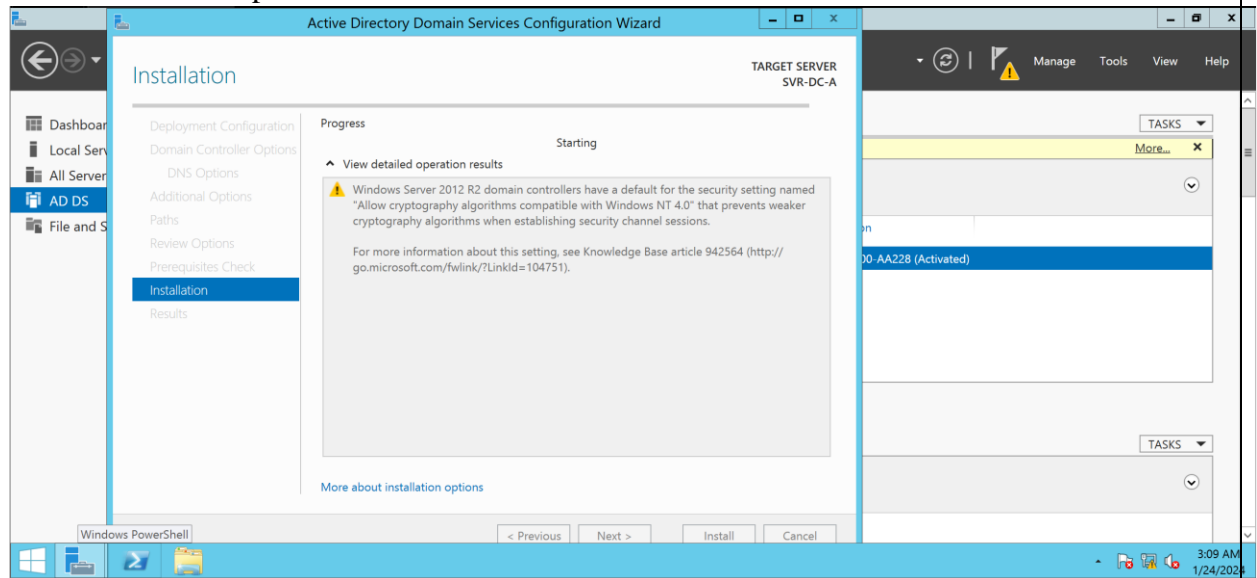 Active Directory Domain Services Configuration Wizard
Manage Tools View Help
Installation
TARGET SERVER
SVR-DC-A
Dashboar
Local Serv
All Server
AD DS
File and S
Deployment Configuration
Domain Controller Options
DNS Options
Additional Options
Paths
Review Options
Prerequisites Check
Installation
Results
Progress
Starting
View detailed operation results
Windows Server 2012 R2 domain controllers have a default for the security setting named
"Allow cryptography algorithms compatible with Windows NT 4.0" that prevents weaker
cryptography algorithms when establishing security channel sessions.
For more information about this setting, see Knowledge Base article 942564 (http://
go.microsoft.com/fwlink/?LinkId=104751).
More about installation options
< Previous
Next >
Install
Cancel
TASKS
More...
on
00-AA228 (Activated)
TASKS
Windows PowerShell
3:09 AM
1/24/2024